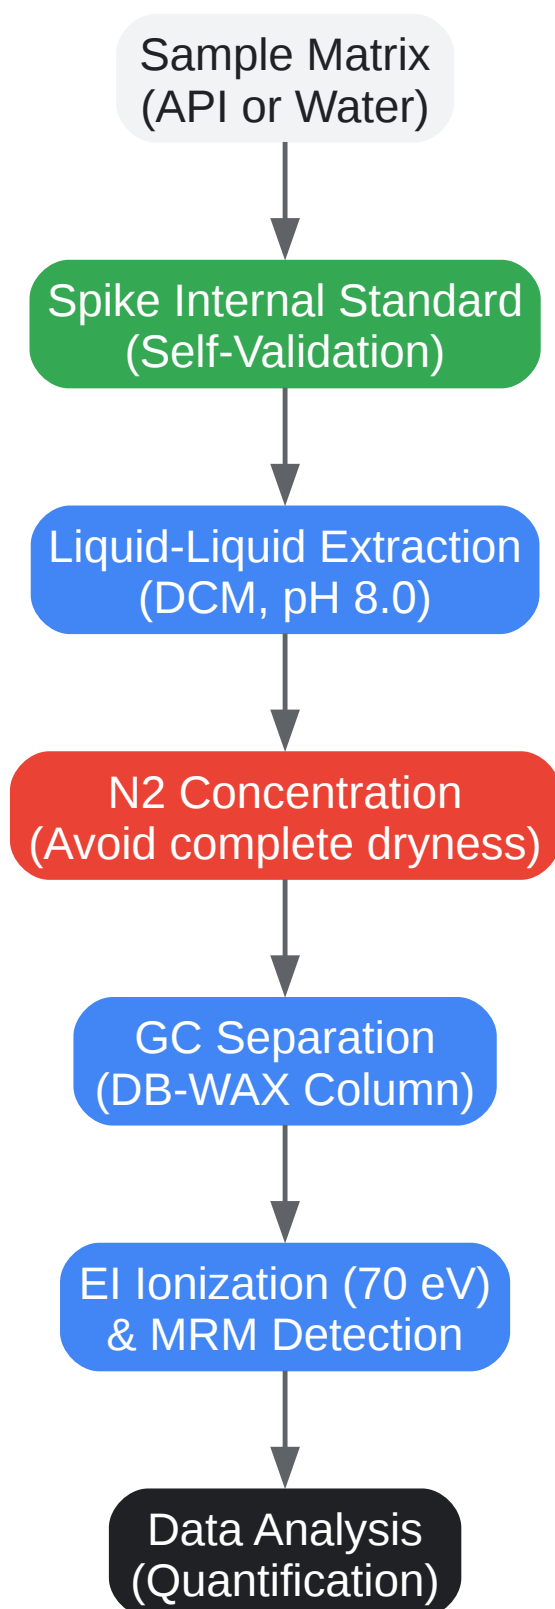 Sample Matrix
(API or Water)
Spike Internal Standard
(Self-Validation)
Liquid-Liquid Extraction
(DCM, pH 8.0)
N2 Concentration
(Avoid complete dryness)
GC Separation
(DB-WAX Column)
EI Ionization (70 eV)
& MRM Detection
Data Analysis
(Quantification)